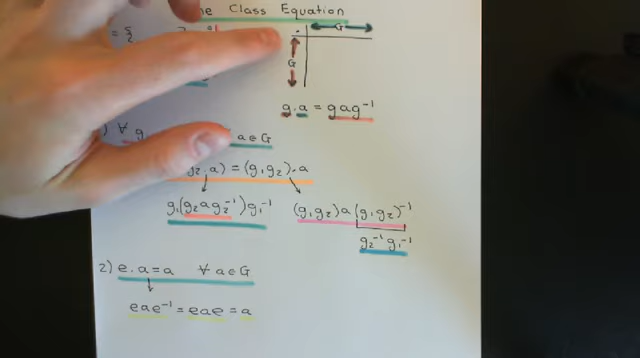 Class Equation
= {
G
G
g.a = gag⁻¹
) ∀ g a∈G
g₂.a) = (g₁g₂).a
g₁(g₂ag₂⁻¹)g₁⁻¹ (g₁g₂)a(g₁g₂)⁻¹
g₂⁻¹g₁⁻¹
2) e.a=a ∀ a∈G
eae⁻¹ = eae = a